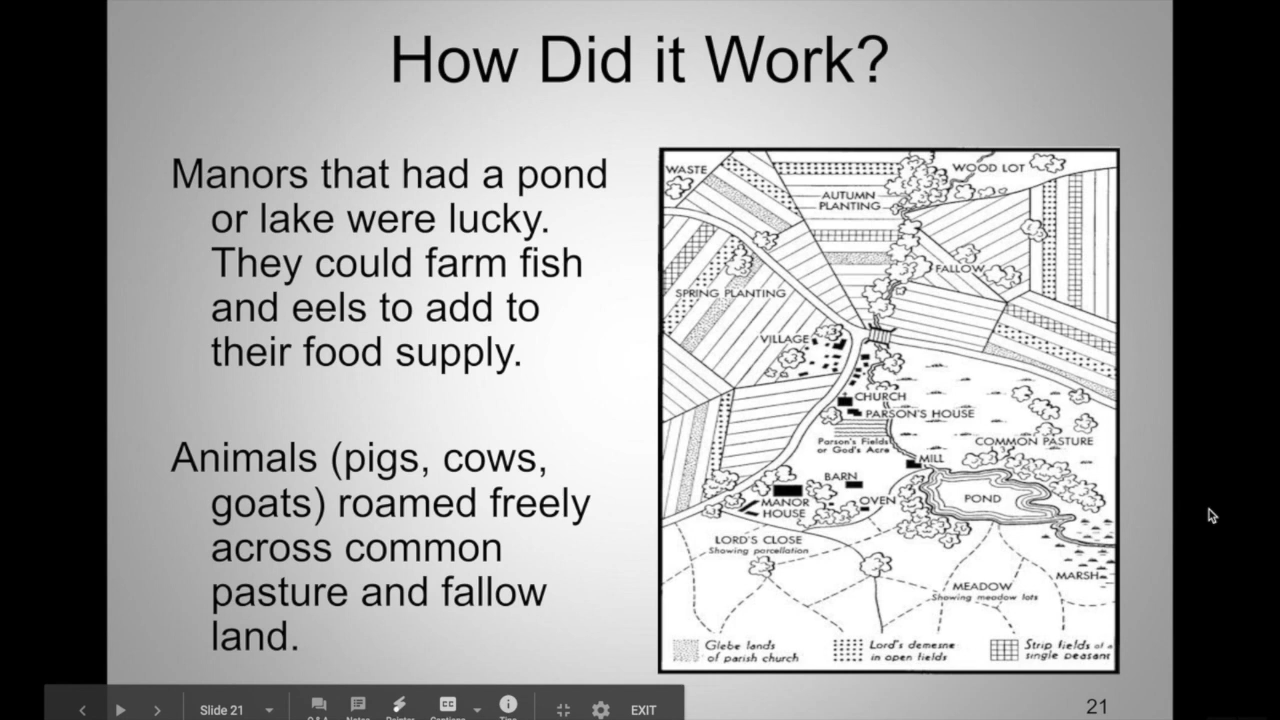 How Did it Work?
Manors that had a pond
or lake were lucky.
They could farm fish
and eels to add to
their food supply.
Animals (pigs, cows,
goats) roamed freely
across common
pasture and fallow
land.
WASTE
WOOD LOT
AUTUMN
PLANTING
FALLOW
SPRING PLANTING
VILLAGE
CHURCH
PARSON'S HOUSE
Parson's Fields
or God's Acre
COMMON PASTURE
MILL
BARN
POND
MANOR
HOUSE
OVEN
LORD'S CLOSE
Showing parcellation
MARSH
MEADOW
Showing meadow lots
Glebe lands
of parish church
Lord's demesne
in open fields
Strip fields of a
single peasant
21
Slide 21
EXIT